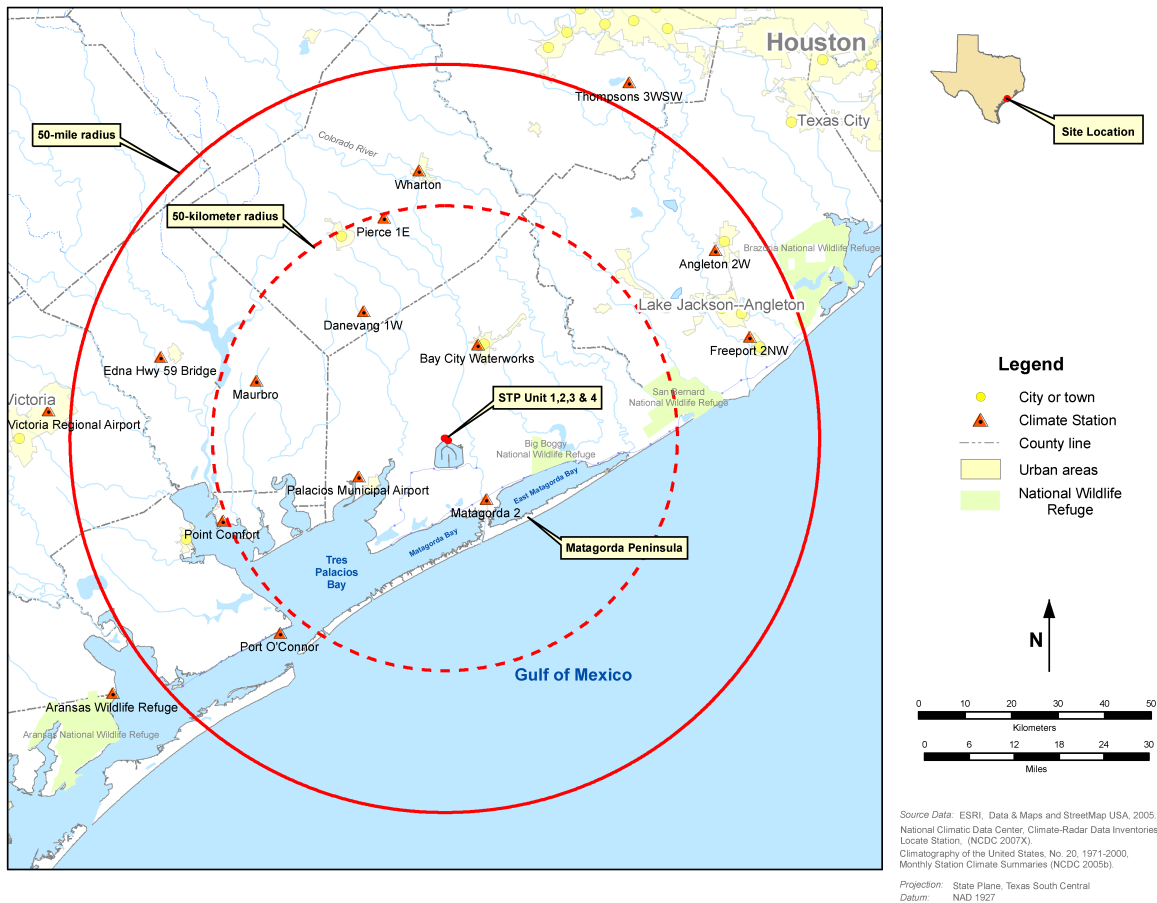 Houston
Thompsons 3WSW
Texas City
50-mile radius
Colorado River
Wharton
50-kilometer radius
Pierce 1E
Brazoria National Wildlife Refuge
Angleton 2W
Lake Jackson--Angleton
Danevang 1W
Freeport 2NW
Bay City Waterworks
Edna Hwy 59 Bridge
Maurbro
San Bernard
National Wildlife Refuge
STP Unit 1,2,3 & 4
Victoria
Victoria Regional Airport
Big Boggy
National Wildlife Refuge
East Matagorda Bay
Palacios Municipal Airport
Matagorda 2
Point Comfort
Matagorda Bay
Matagorda Peninsula
Tres
Palacios
Bay
Port O'Connor
Gulf of Mexico
Aransas Wildlife Refuge
Aransas National Wildlife Refuge
Site Location
Legend
City or town
Climate Station
County line
Urban areas
National Wildlife
Refuge
N
0 10 20 30 40 50
Kilometers
0 6 12 18 24 30
Miles
Source Data: ESRI, Data & Maps and StreetMap USA, 2005.
National Climatic Data Center, Climate-Radar Data Inventories
Locate Station, (NCDC 2007X).
Climatography of the United States, No. 20, 1971-2000,
Monthly Station Climate Summaries (NCDC 2005b).
Projection: State Plane, Texas South Central
Datum: NAD 1927